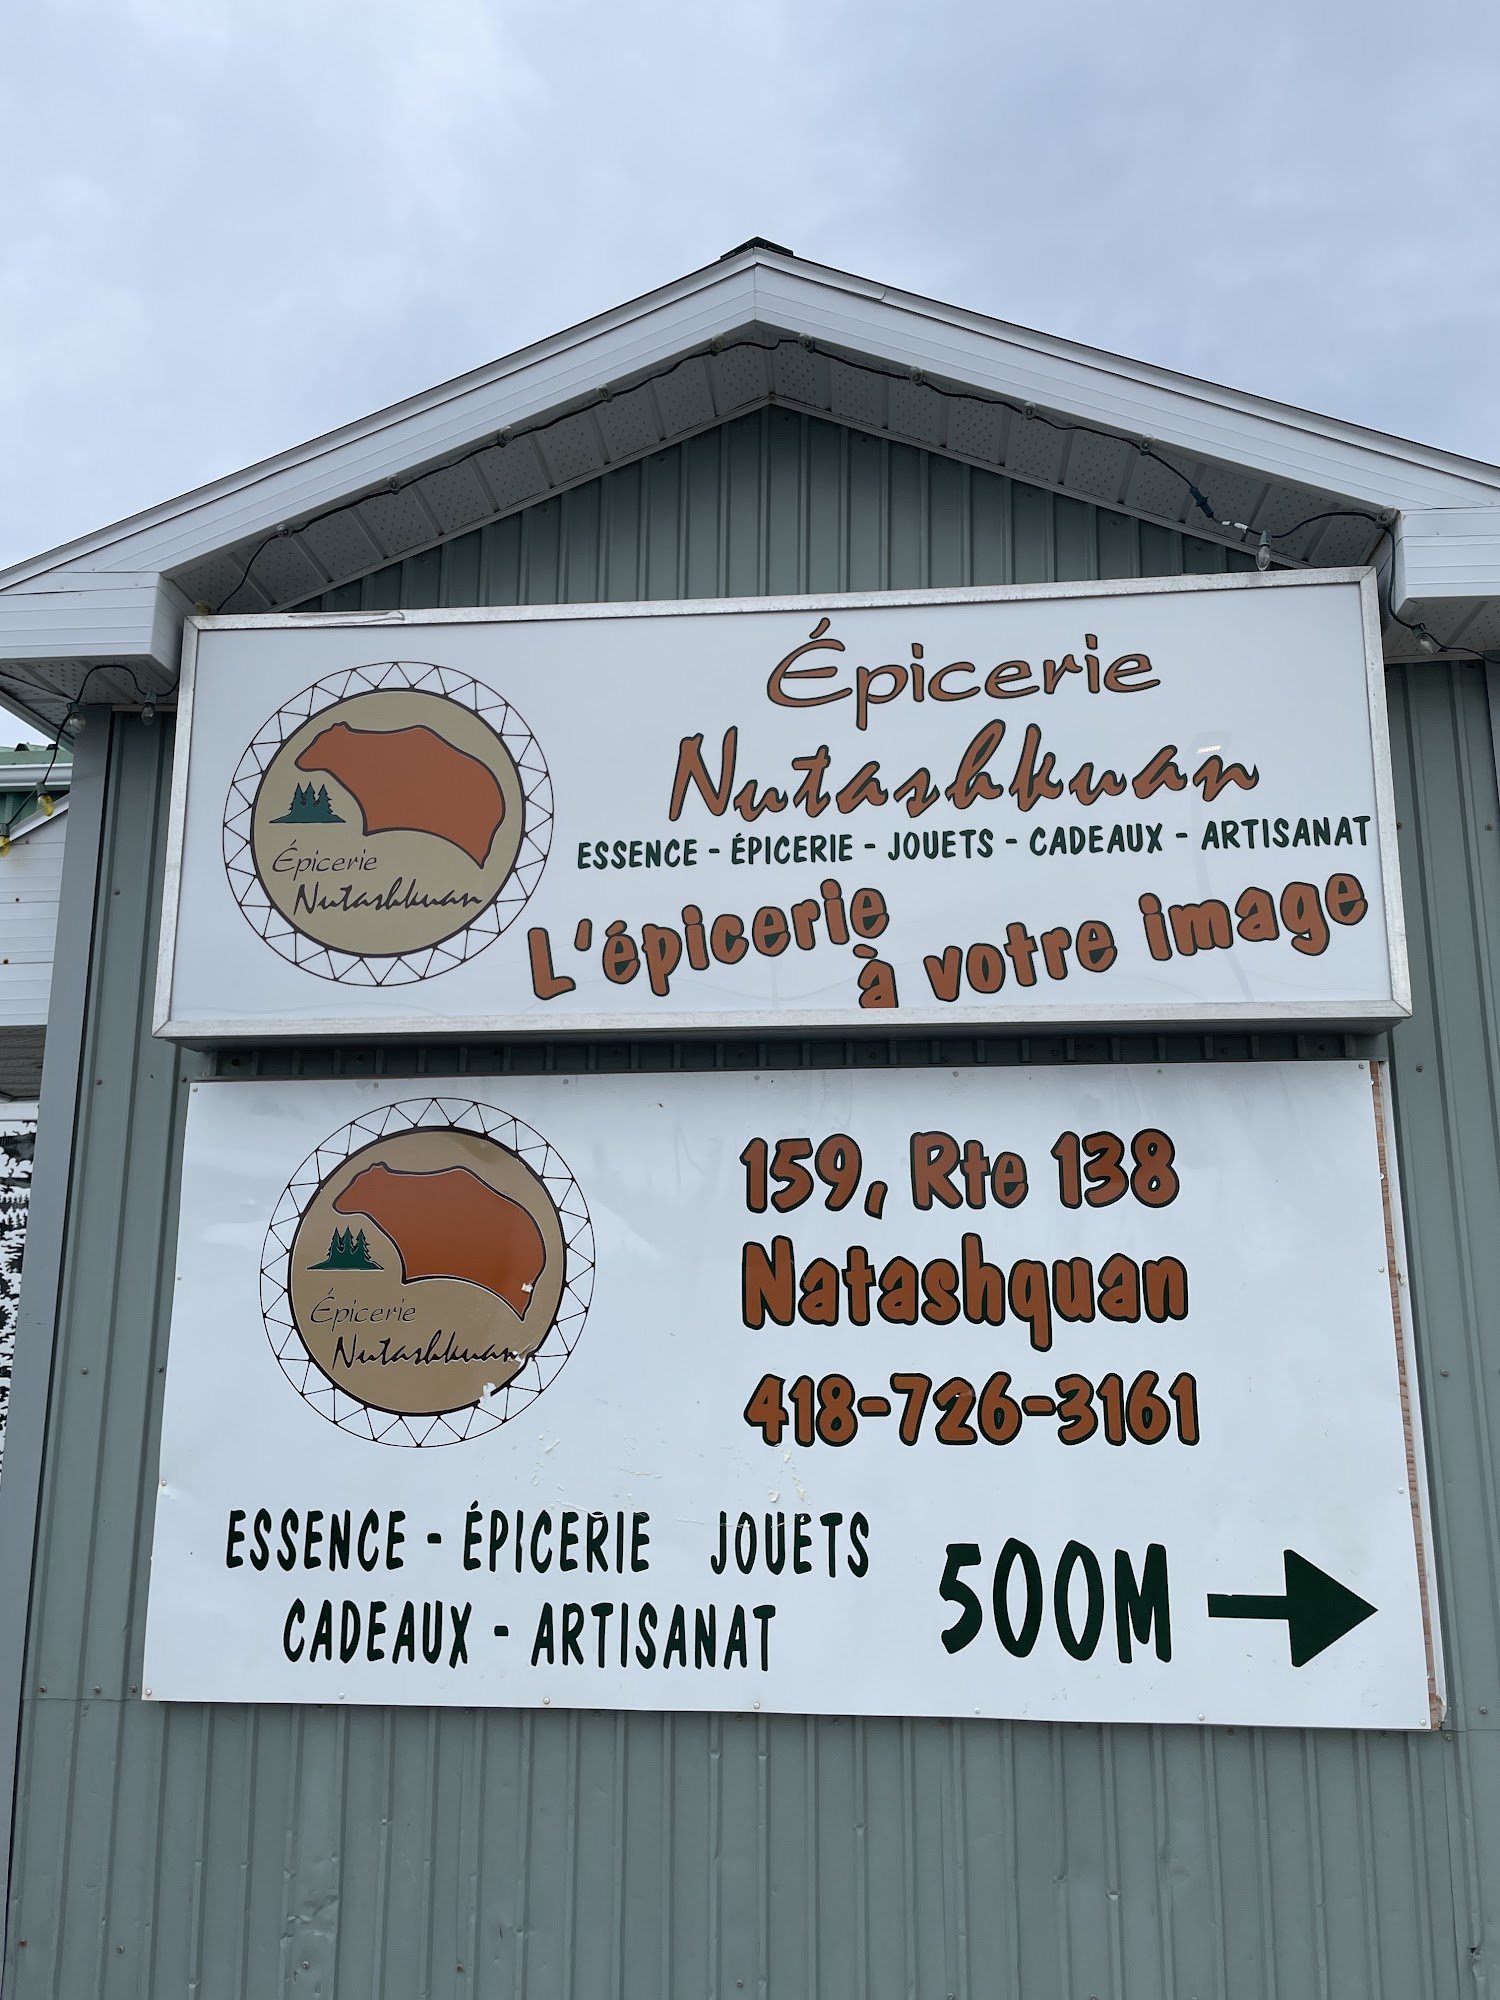 Épicerie
Nutashkuan
ESSENCE - ÉPICERIE - JOUETS - CADEAUX - ARTISANAT
L'épicerie
à votre image
Épicerie
Nutashkuan
159, Rte 138
Natashquan
418-726-3161
Épicerie
Nutashkuan
ESSENCE - ÉPICERIE JOUETS
CADEAUX - ARTISANAT
500M